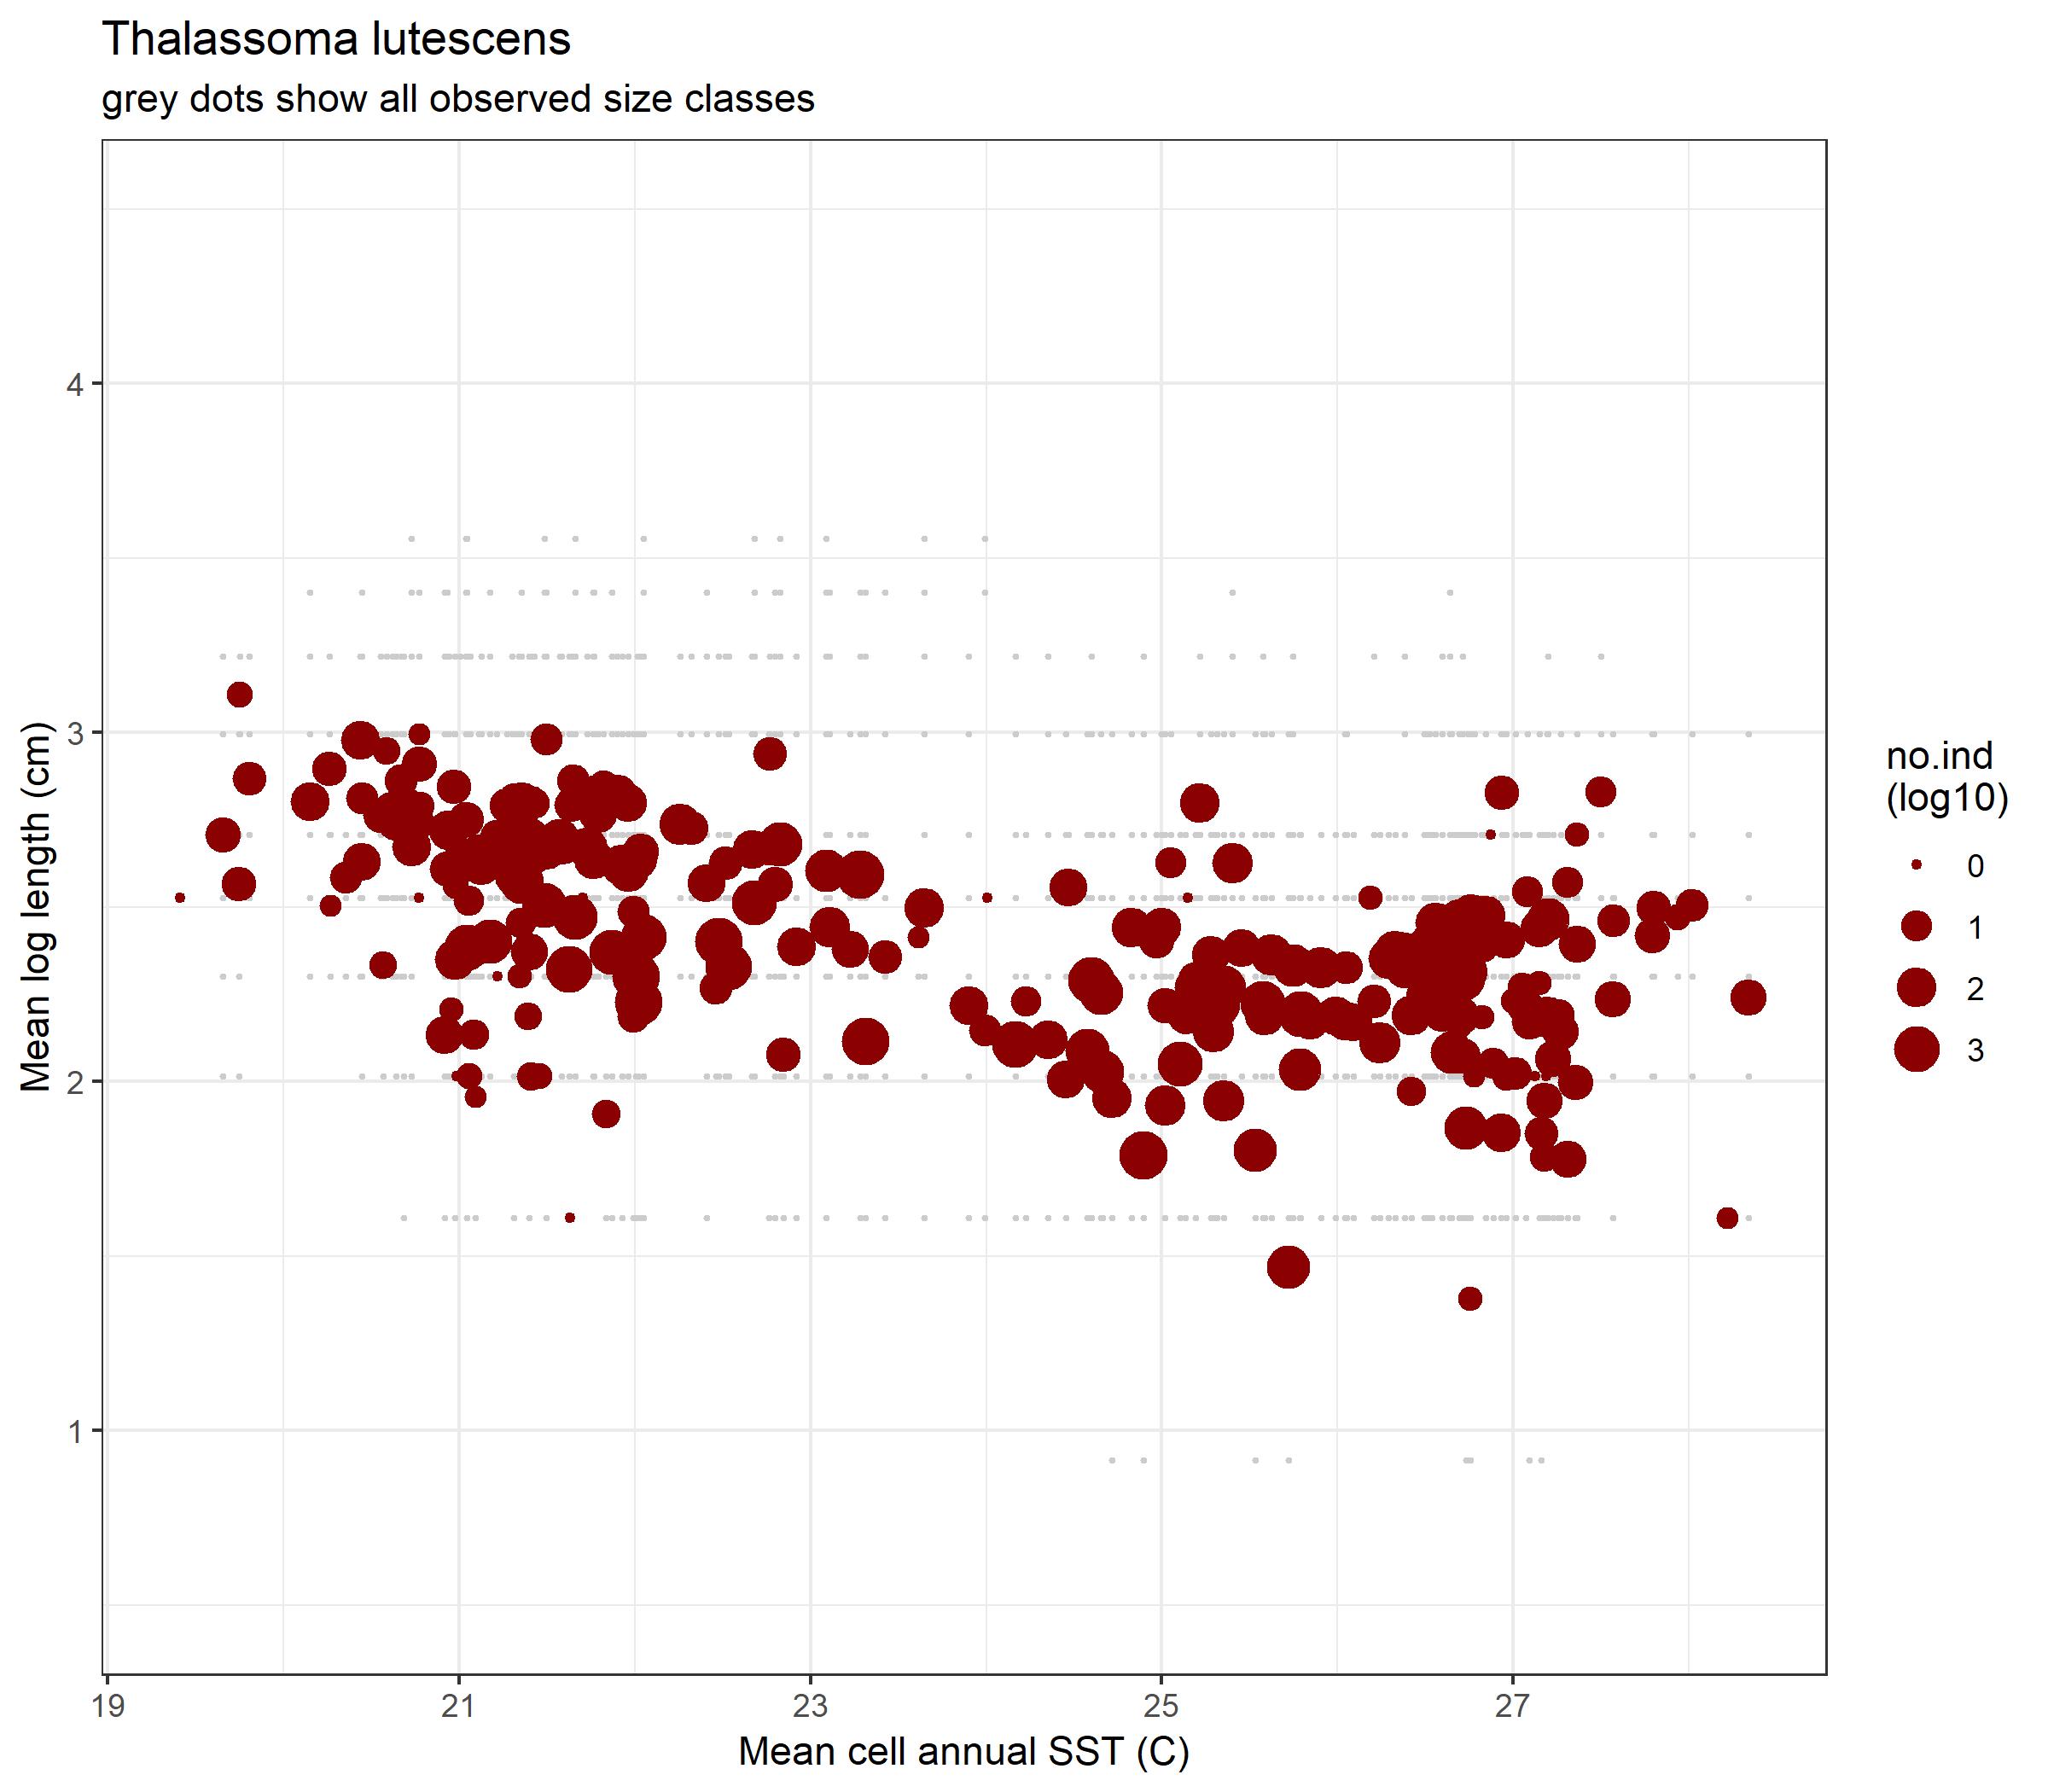 Thalassoma lutescens
grey dots show all observed size classes
Mean log length (cm)
4
3
2
1
19
21
23
25
27
Mean cell annual SST (C)
no.ind
(log10)
0
1
2
3